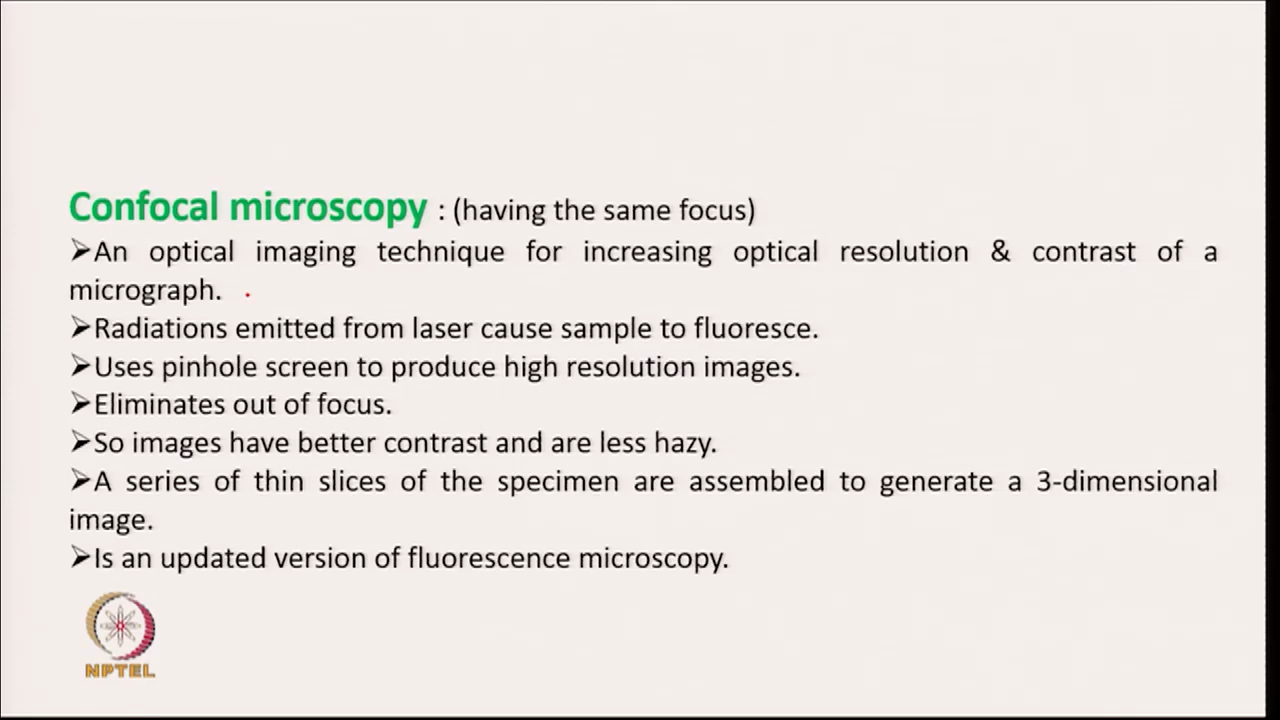 Confocal microscopy : (having the same focus)
➢An optical imaging technique for increasing optical resolution & contrast of a
micrograph.
➢Radiations emitted from laser cause sample to fluoresce.
➢Uses pinhole screen to produce high resolution images.
➢Eliminates out of focus.
➢So images have better contrast and are less hazy.
➢A series of thin slices of the specimen are assembled to generate a 3-dimensional
image.
➢Is an updated version of fluorescence microscopy.
NPTEL